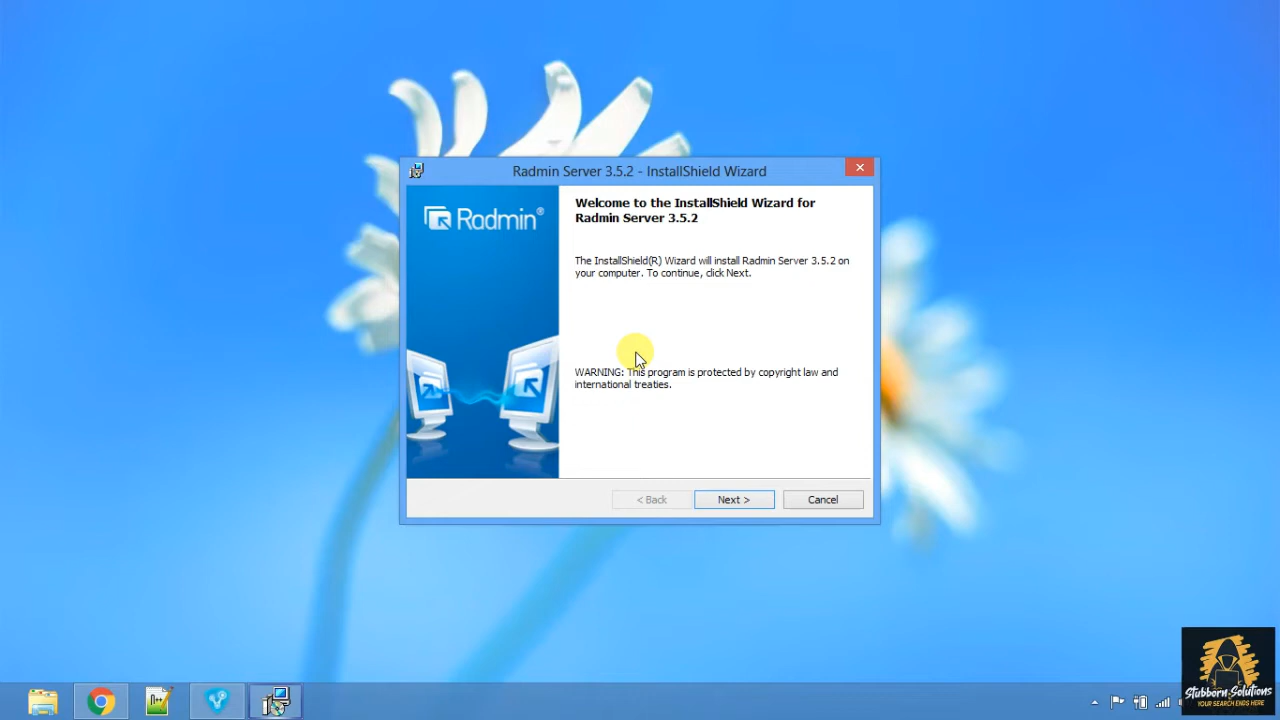 Radmin Server 3.5.2 - InstallShield Wizard
Radmin®
Welcome to the InstallShield Wizard for
Radmin Server 3.5.2
The InstallShield(R) Wizard will install Radmin Server 3.5.2 on
your computer. To continue, click Next.
WARNING: This program is protected by copyright law and
international treaties.
< Back
Next >
Cancel
Stubborn Solutions
YOUR SEARCH ENDS HERE